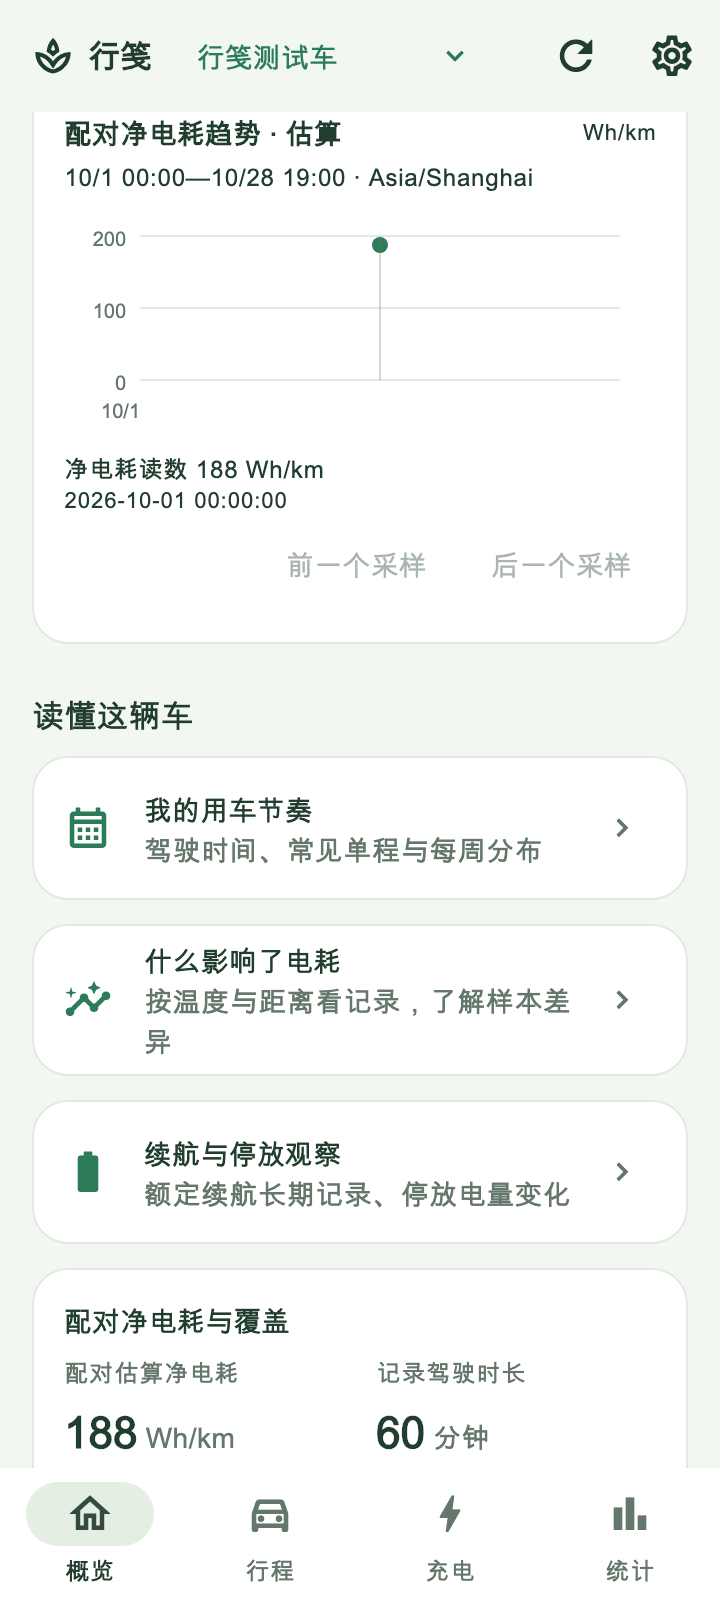 行笺 行笺测试车
配对净电耗趋势 · 估算 Wh/km
10/1 00:00—10/28 19:00 · Asia/Shanghai
200
100
0
10/1
净电耗读数 188 Wh/km
2026-10-01 00:00:00
前一个采样 后一个采样
读懂这辆车
我的用车节奏
驾驶时间、常见单程与每周分布
什么影响了电耗
按温度与距离看记录，了解样本差
异
续航与停放观察
额定续航长期记录、停放电量变化
配对净电耗与覆盖
配对估算净电耗 记录驾驶时长
188 Wh/km 60 分钟
概览 行程 充电 统计